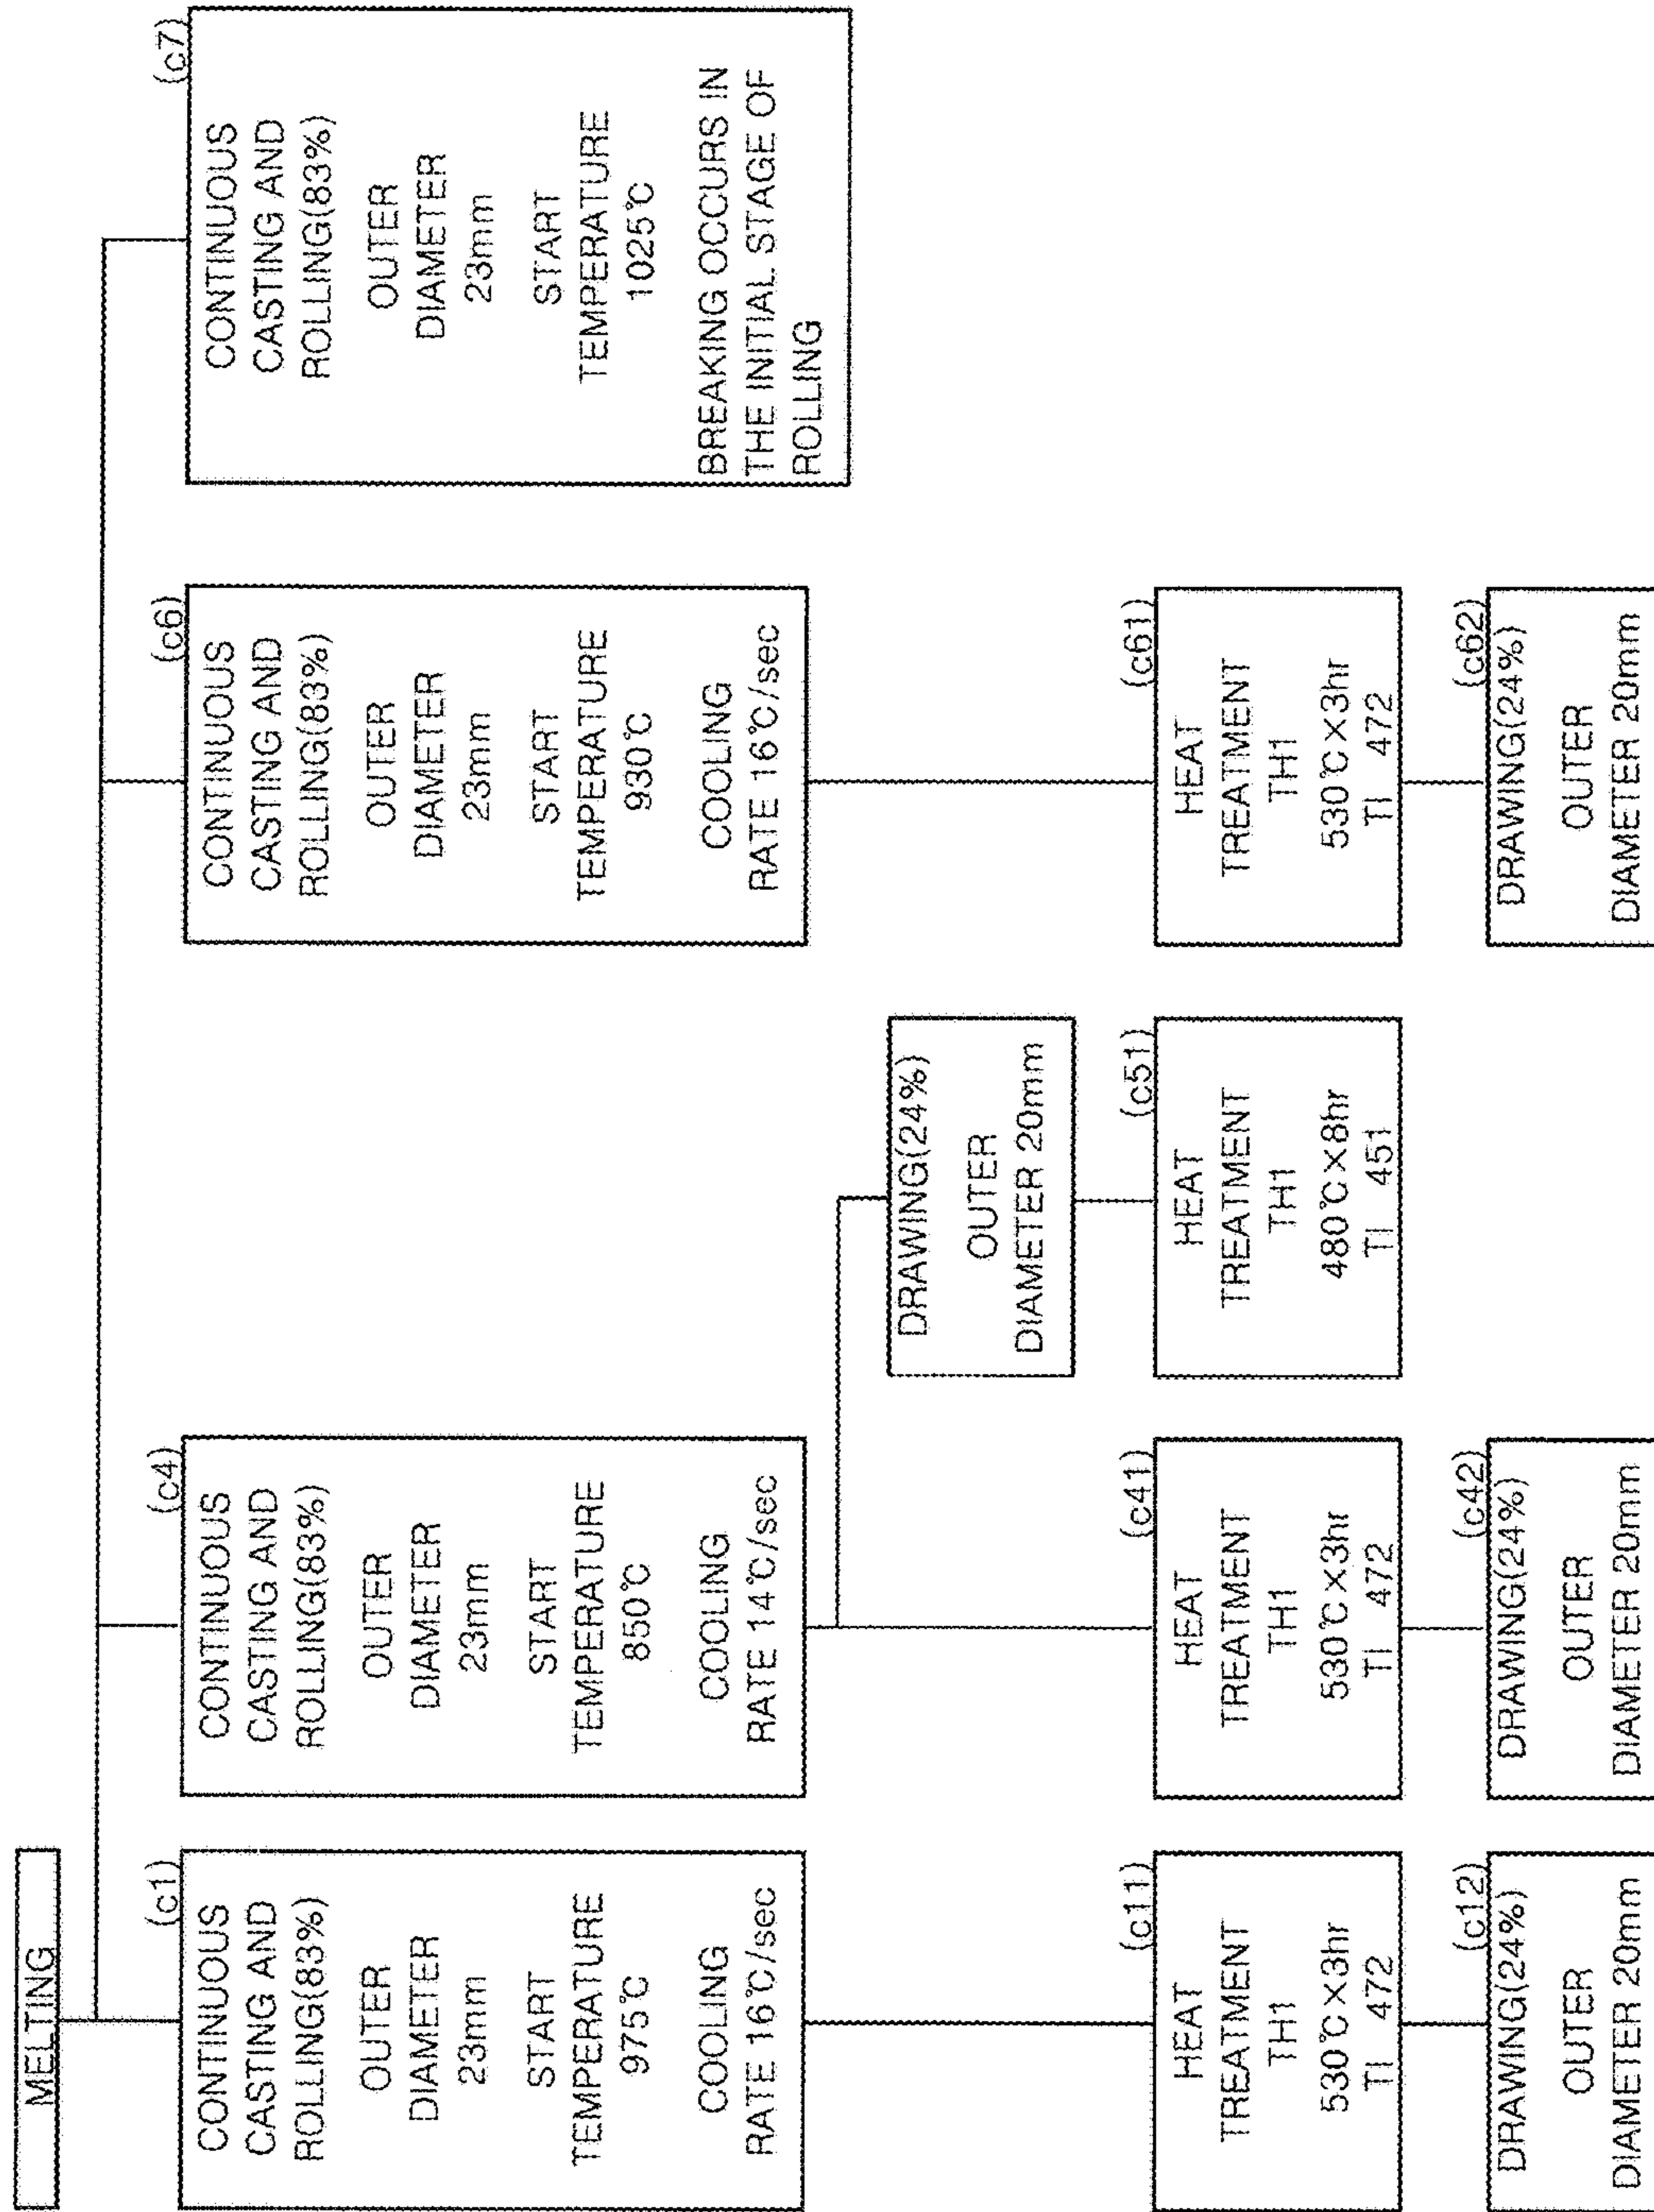 MELTING
(c1)
CONTINUOUS
CASTING AND
ROLLING(83%)
OUTER
DIAMETER
23mm
START
TEMPERATURE
975℃
COOLING
RATE 16℃/sec
(c4)
CONTINUOUS
CASTING AND
ROLLING(83%)
OUTER
DIAMETER
23mm
START
TEMPERATURE
850℃
COOLING
RATE 14℃/sec
(c6)
CONTINUOUS
CASTING AND
ROLLING(83%)
OUTER
DIAMETER
23mm
START
TEMPERATURE
930℃
COOLING
RATE 16℃/sec
(c7)
CONTINUOUS
CASTING AND
ROLLING(83%)
OUTER
DIAMETER
23mm
START
TEMPERATURE
1025℃
BREAKING OCCURS IN
THE INITIAL STAGE OF
ROLLING
DRAWING(24%)
OUTER
DIAMETER 20mm
(c11)
HEAT
TREATMENT
TH1
530℃×3hr
TI 472
(c41)
HEAT
TREATMENT
TH1
530℃×3hr
TI 472
(c51)
HEAT
TREATMENT
TH1
480℃×8hr
TI 451
(c61)
HEAT
TREATMENT
TH1
530℃×3hr
TI 472
(c12)
DRAWING(24%)
OUTER
DIAMETER 20mm
(c42)
DRAWING(24%)
OUTER
DIAMETER 20mm
(c62)
DRAWING(24%)
OUTER
DIAMETER 20mm